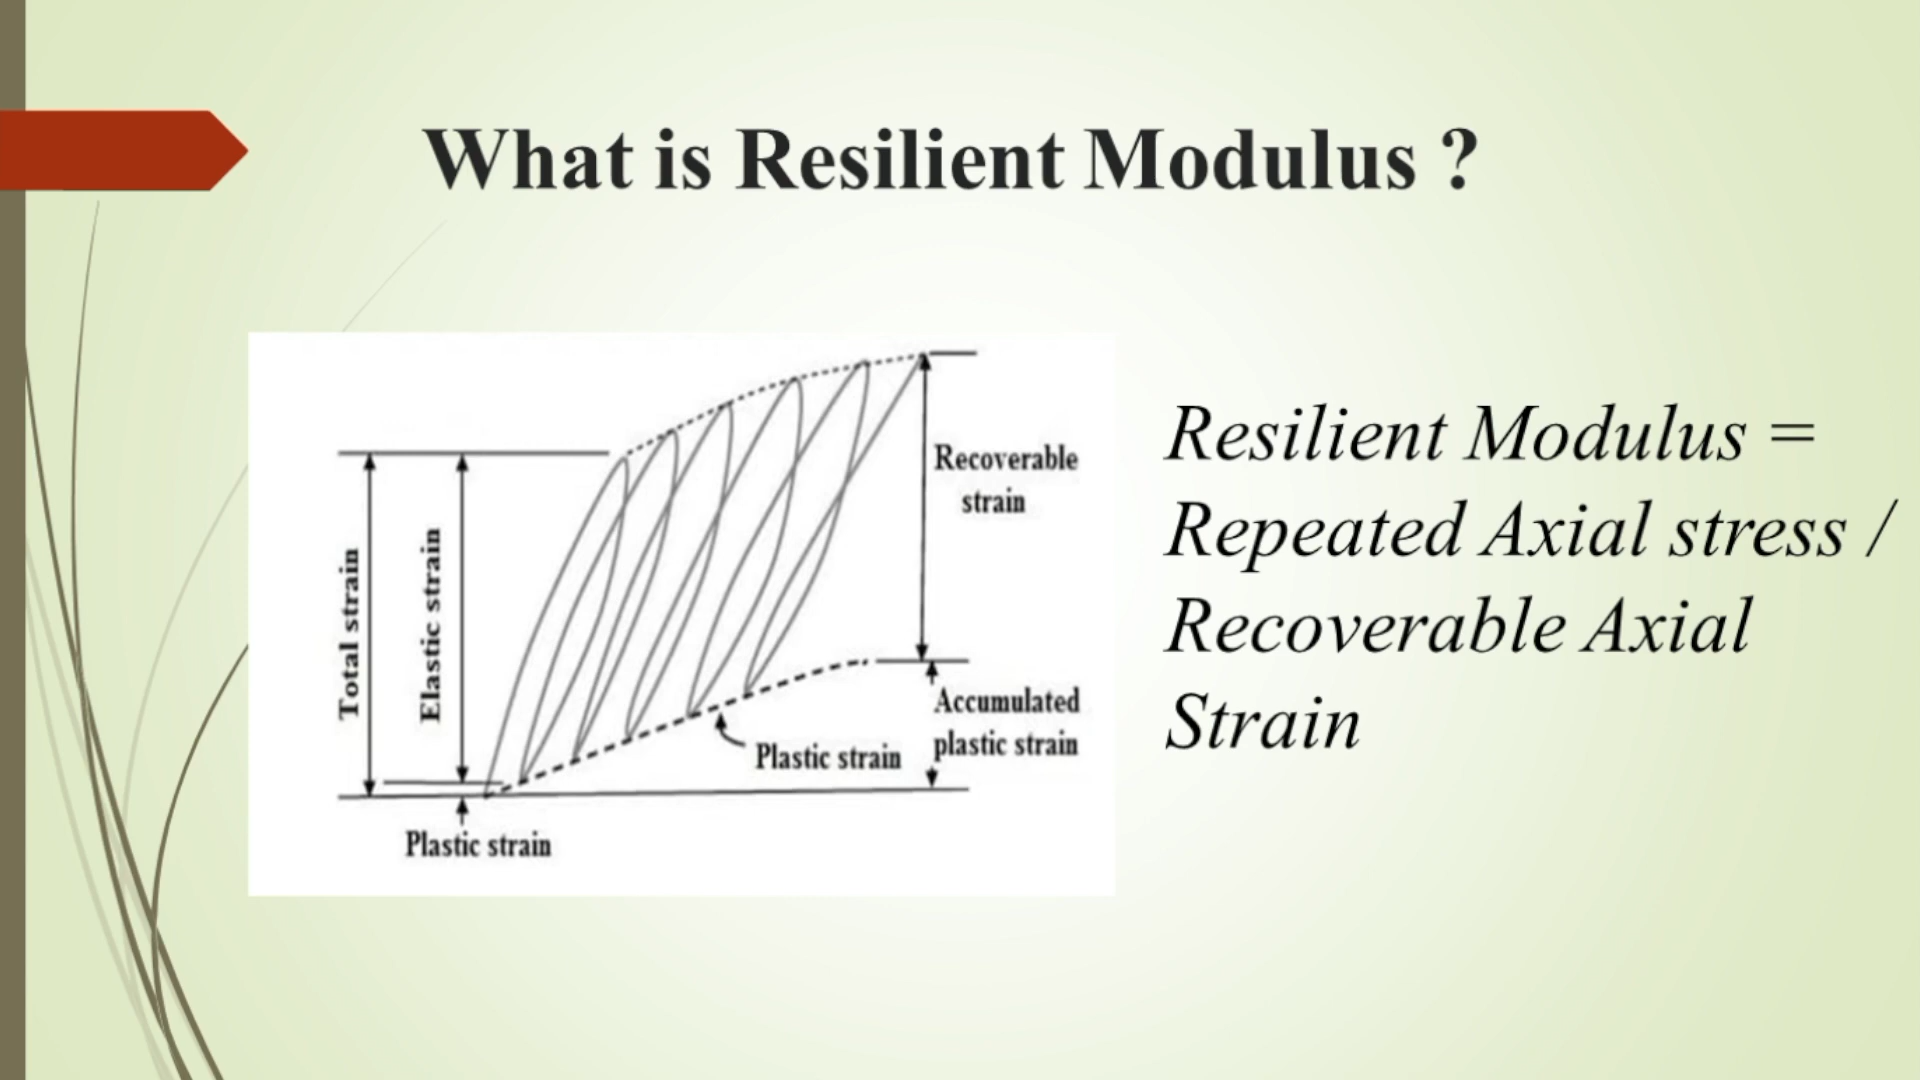 What is Resilient Modulus ?
Total strain
Elastic strain
Plastic strain
Recoverable
strain
Accumulated
plastic strain
Plastic strain
Resilient Modulus =
Repeated Axial stress /
Recoverable Axial
Strain